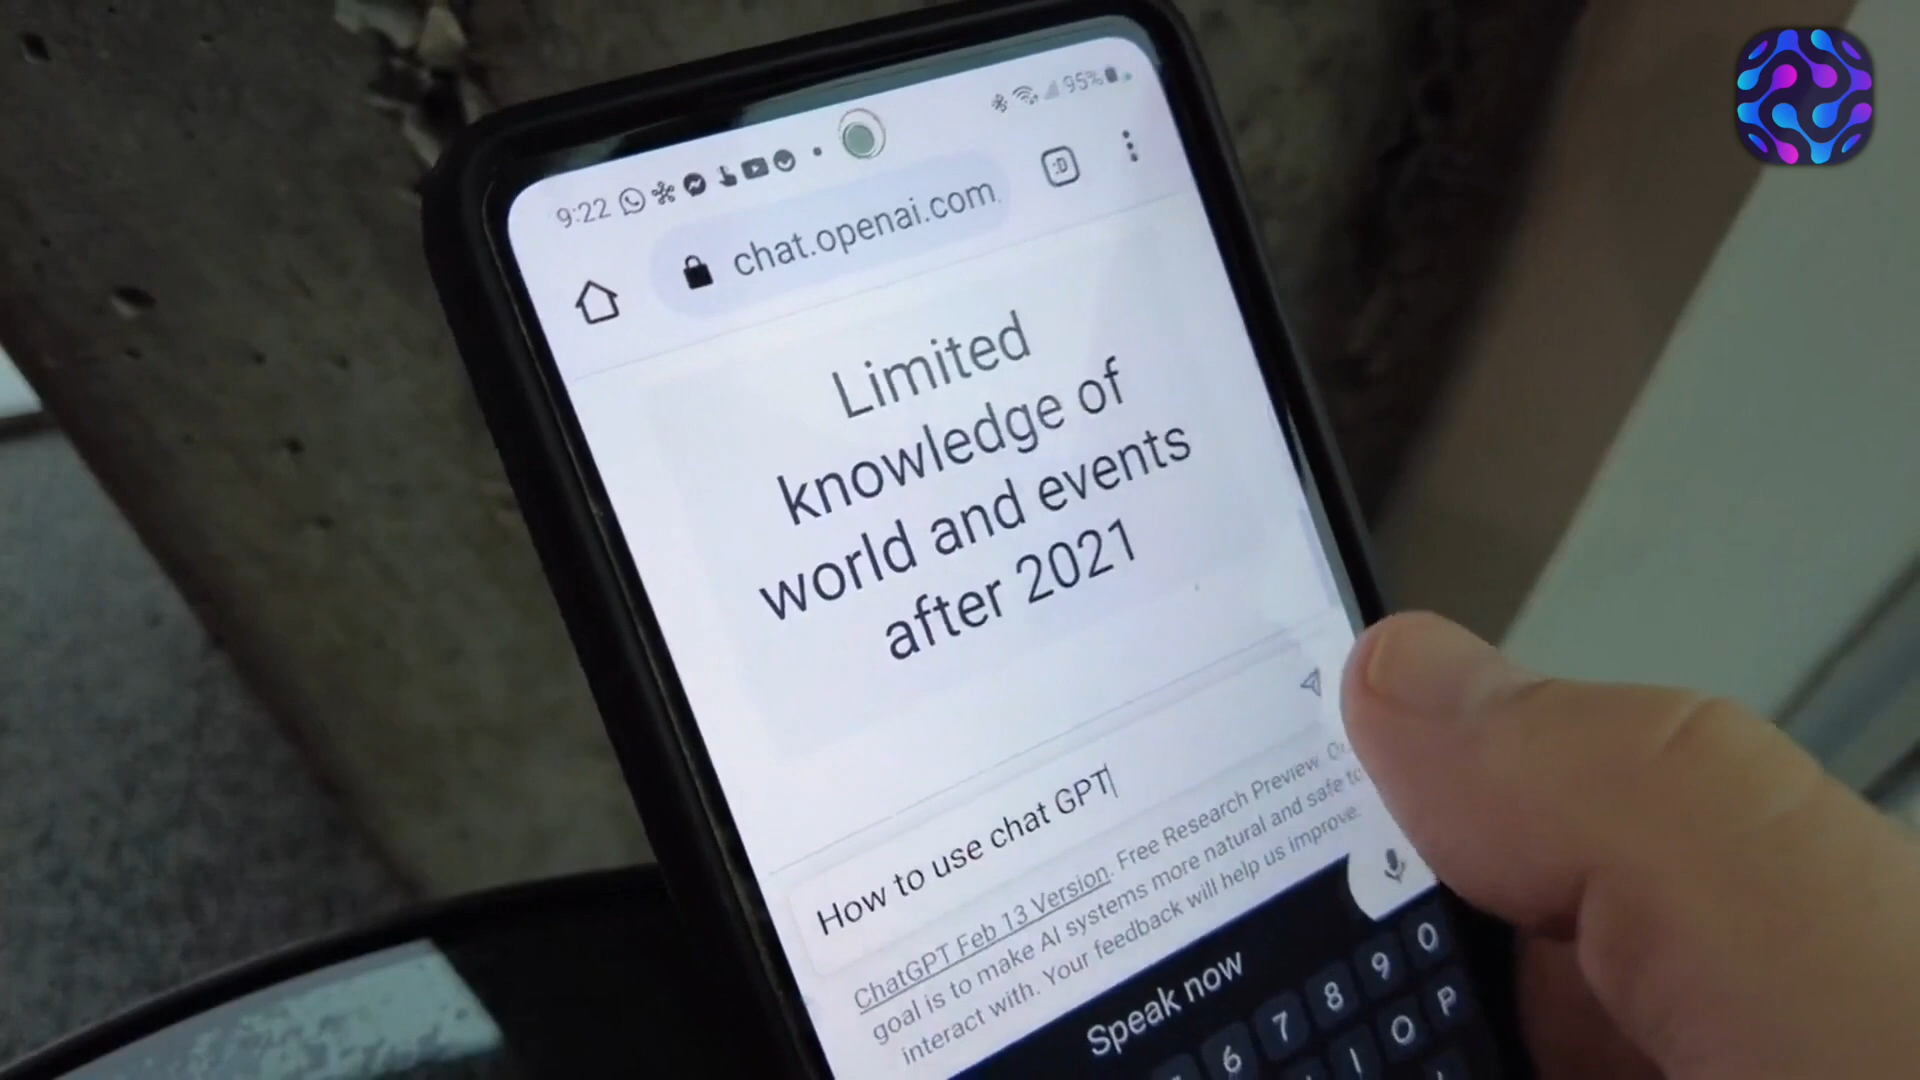 9:22
95%
:D
chat.openai.com
Limited
knowledge of
world and events
after 2021
How to use chat GPT
ChatGPT Feb 13 Version. Free Research Preview.
goal is to make AI systems more natural and safe to
interact with. Your feedback will help us improve.
Speak now
6 7 8 9 0
I O P